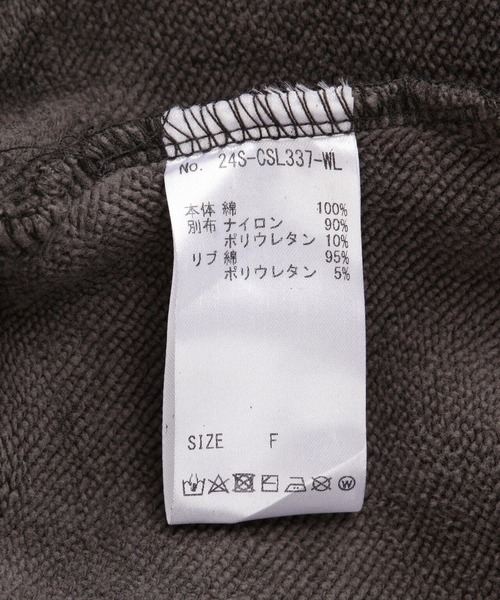 No. 24S-CSL337-WL
本体 綿 100%
別布 ナイロン 90%
ポリウレタン 10%
リブ 綿 95%
ポリウレタン 5%
SIZE F